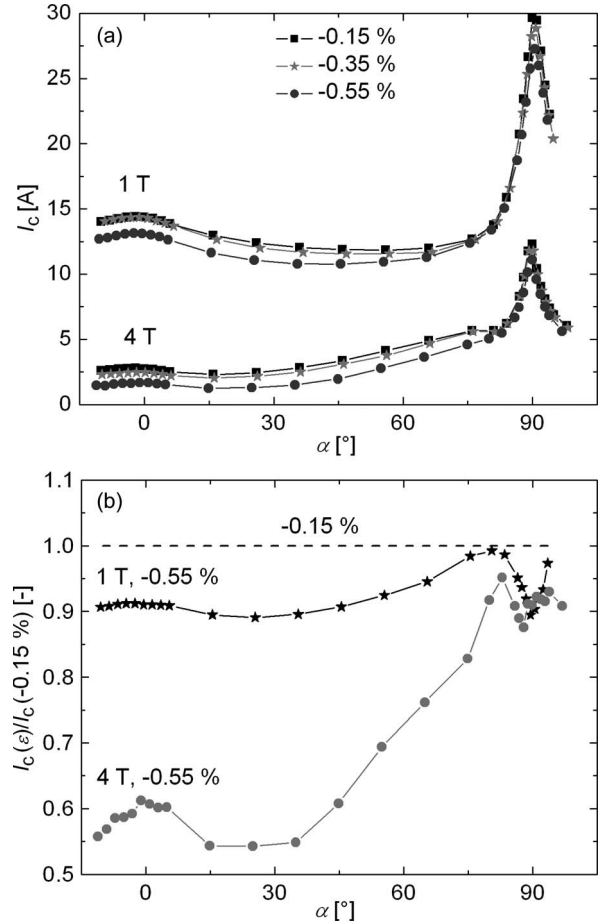 (a)
-0.15 %
-0.35 %
-0.55 %
30
25
20
15
10
5
0
I_c [A]
1 T
4 T
0 30 60 90
α [°]
(b)
1.1
1.0
0.9
0.8
0.7
0.6
0.5
I_c(ε)/I_c(-0.15 %) [-]
-0.15 %
1 T, -0.55 %
4 T, -0.55 %
0 30 60 90
α [°]